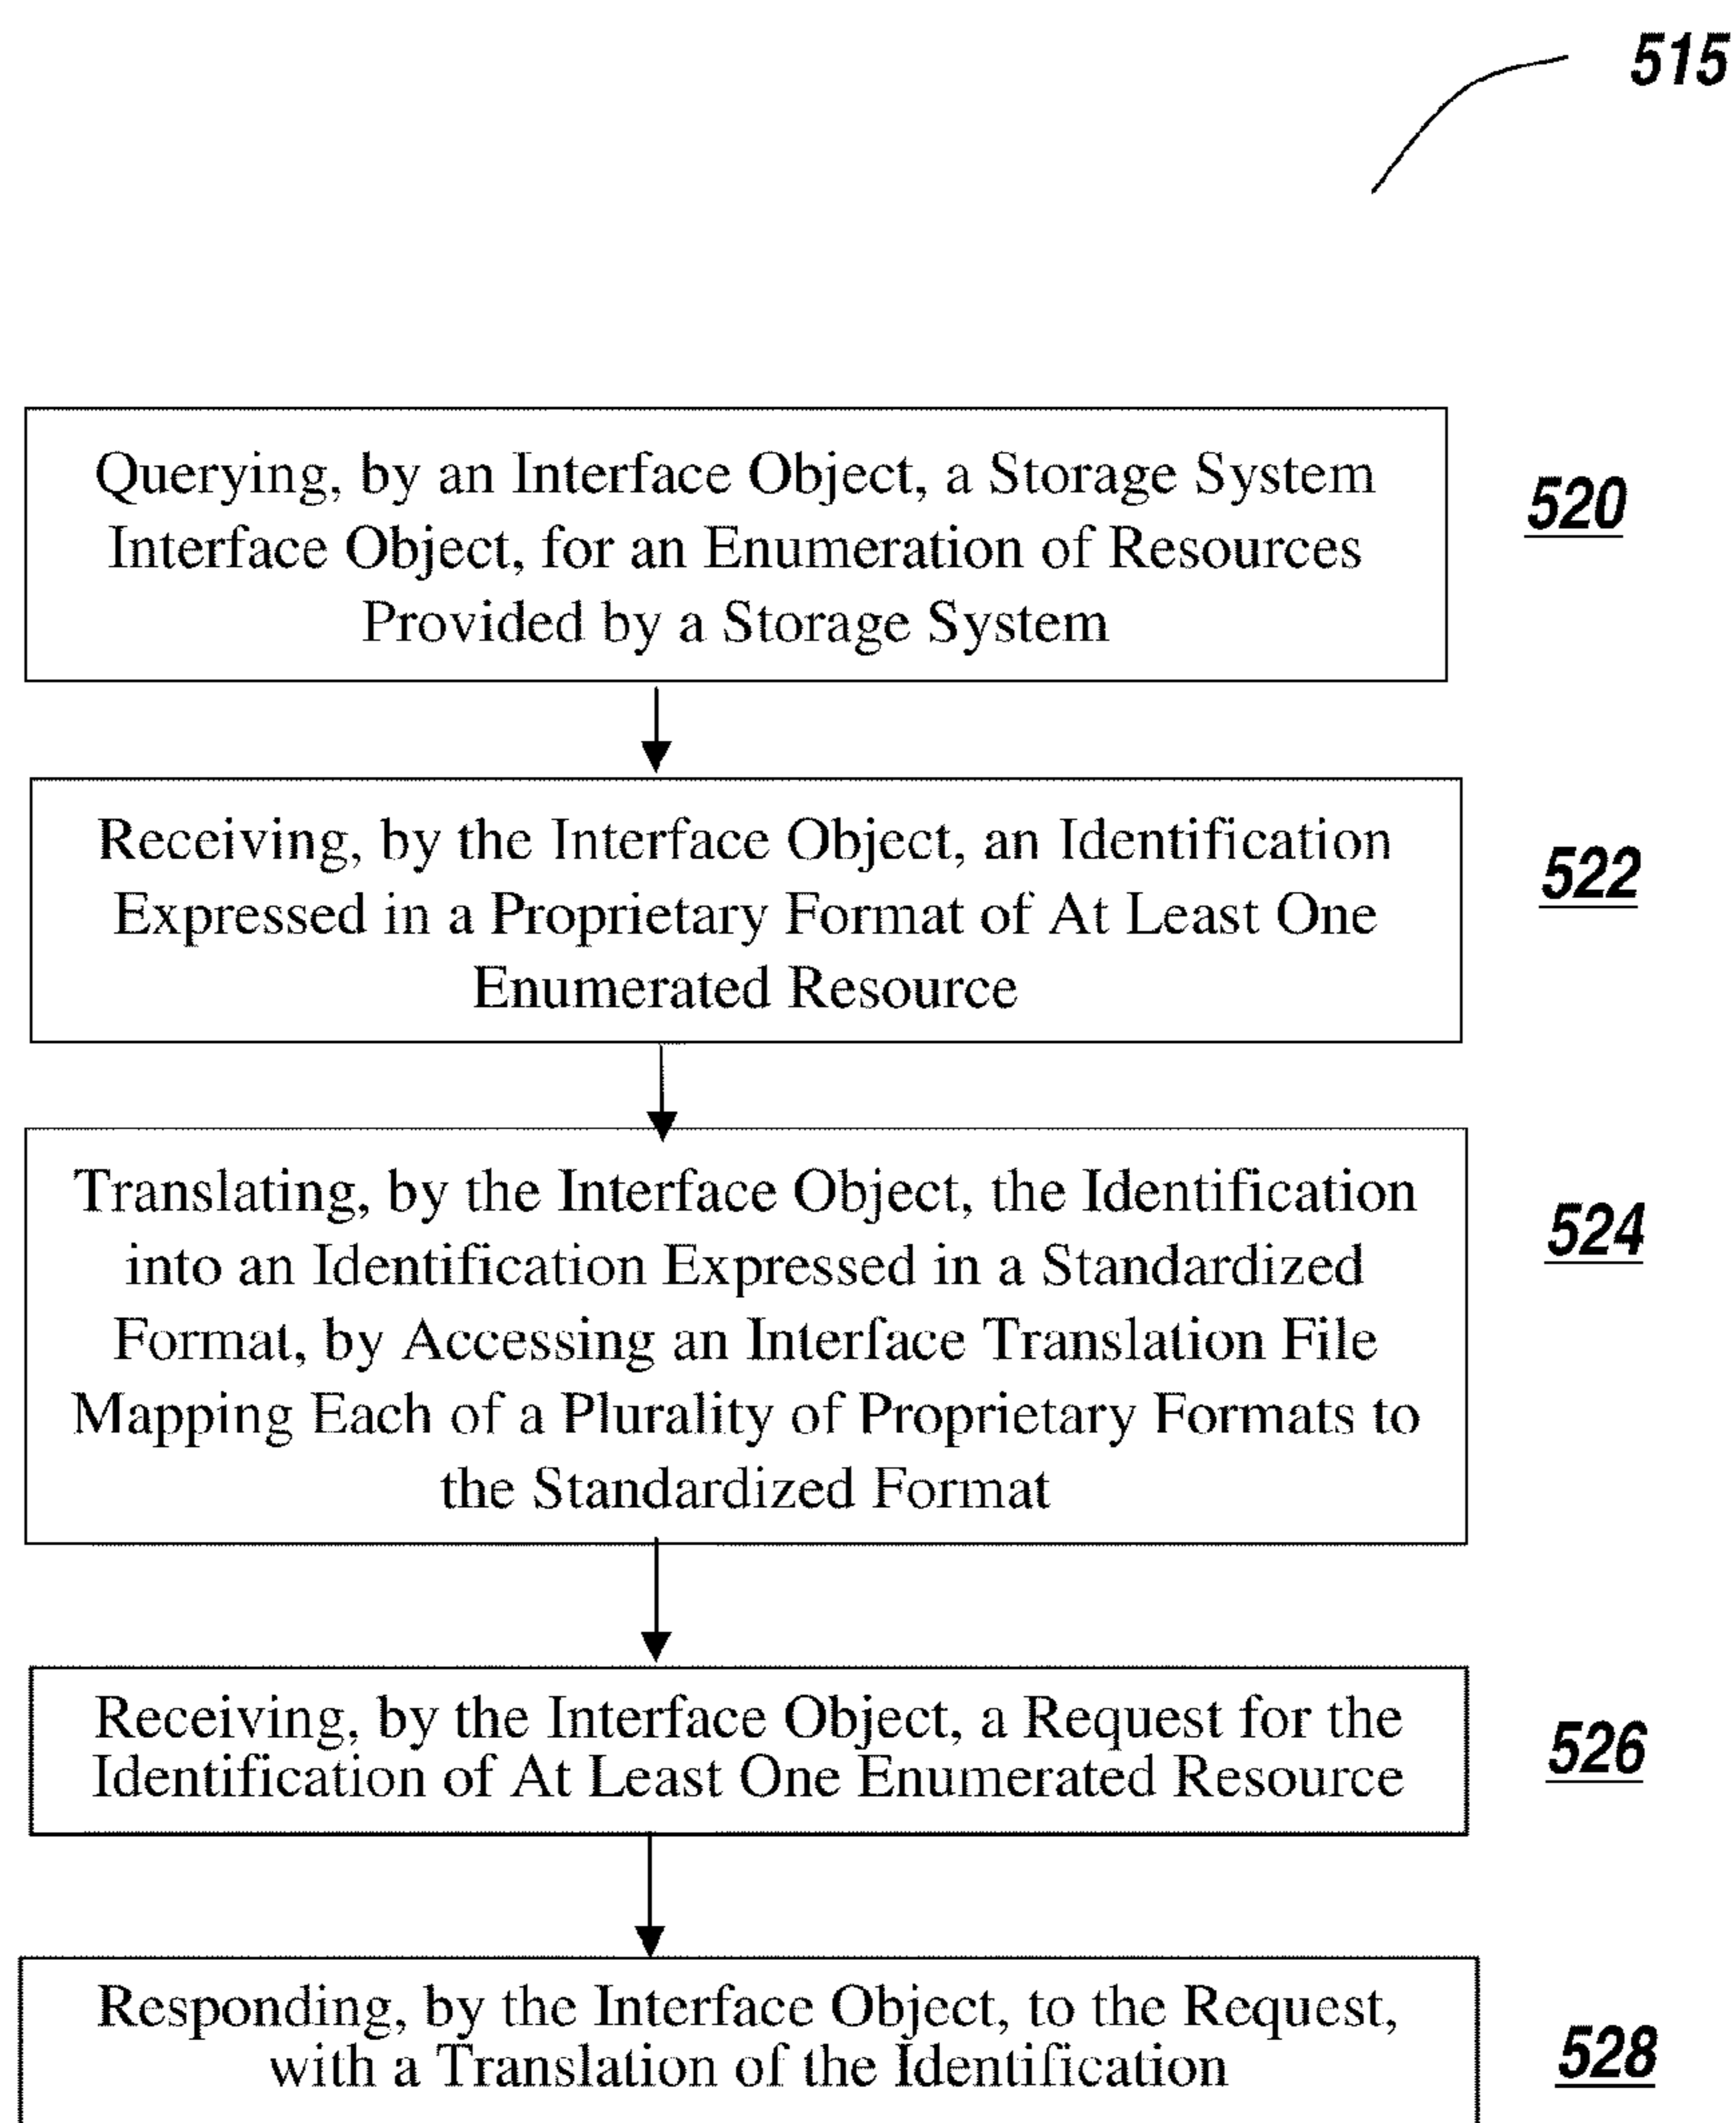 515
Querying, by an Interface Object, a Storage System
Interface Object, for an Enumeration of Resources
Provided by a Storage System
520
Receiving, by the Interface Object, an Identification
Expressed in a Proprietary Format of At Least One
Enumerated Resource
522
Translating, by the Interface Object, the Identification
into an Identification Expressed in a Standardized
Format, by Accessing an Interface Translation File
Mapping Each of a Plurality of Proprietary Formats to
the Standardized Format
524
Receiving, by the Interface Object, a Request for the
Identification of At Least One Enumerated Resource
526
Responding, by the Interface Object, to the Request,
with a Translation of the Identification
528